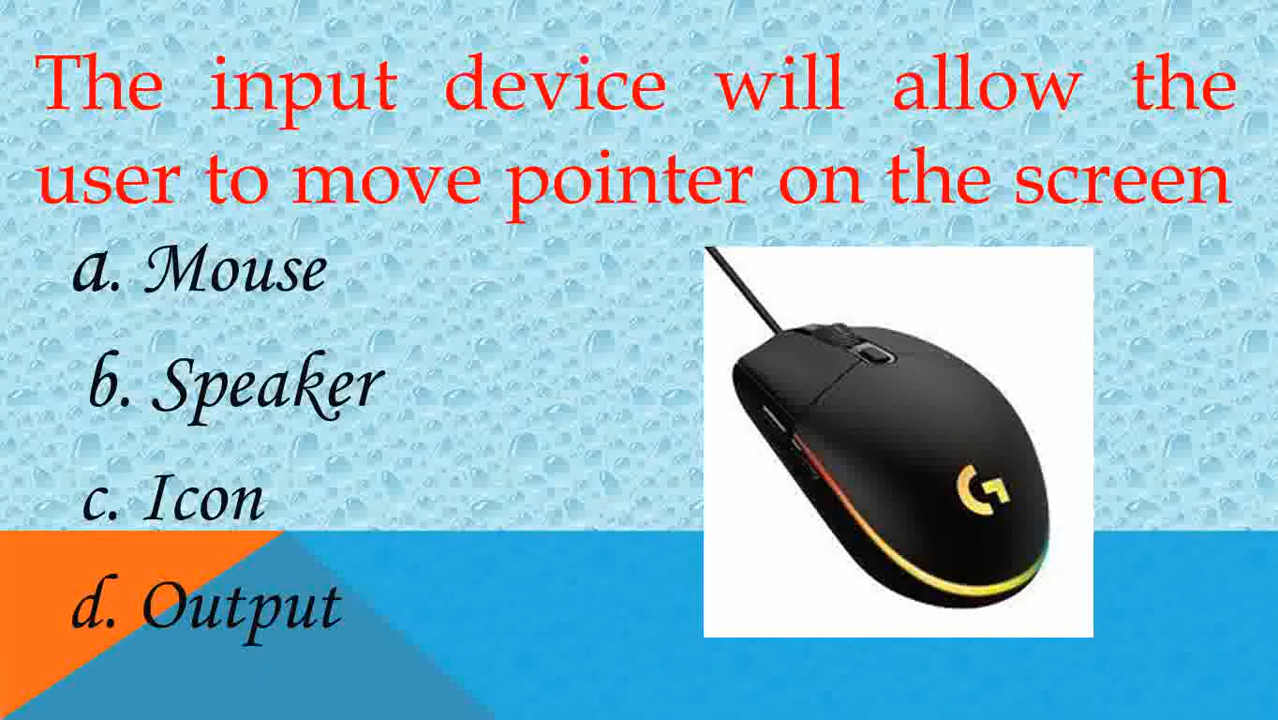 The input device will allow the
user to move pointer on the screen
a. Mouse
b. Speaker
c. Icon
d. Output